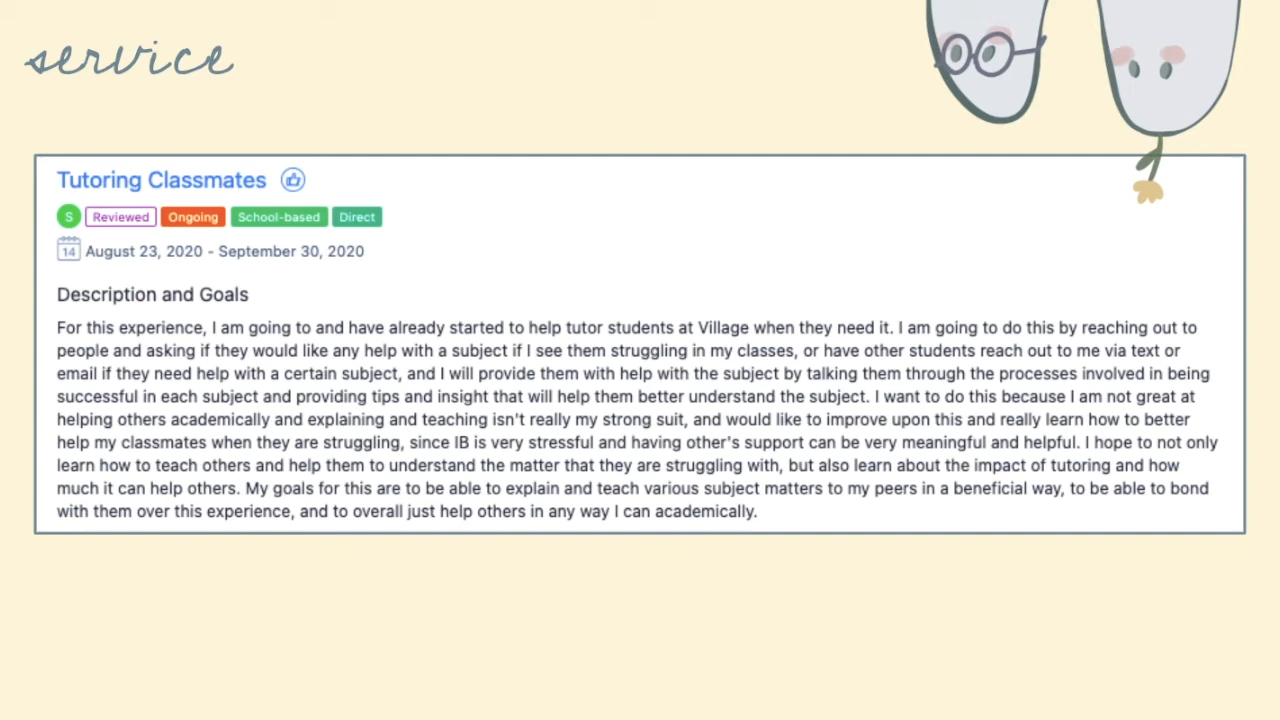 service
Tutoring Classmates
S Reviewed Ongoing School-based Direct
14 August 23, 2020 - September 30, 2020
Description and Goals
For this experience, I am going to and have already started to help tutor students at Village when they need it. I am going to do this by reaching out to
people and asking if they would like any help with a subject if I see them struggling in my classes, or have other students reach out to me via text or
email if they need help with a certain subject, and I will provide them with help with the subject by talking them through the processes involved in being
successful in each subject and providing tips and insight that will help them better understand the subject. I want to do this because I am not great at
helping others academically and explaining and teaching isn't really my strong suit, and would like to improve upon this and really learn how to better
help my classmates when they are struggling, since IB is very stressful and having other's support can be very meaningful and helpful. I hope to not only
learn how to teach others and help them to understand the matter that they are struggling with, but also learn about the impact of tutoring and how
much it can help others. My goals for this are to be able to explain and teach various subject matters to my peers in a beneficial way, to be able to bond
with them over this experience, and to overall just help others in any way I can academically.